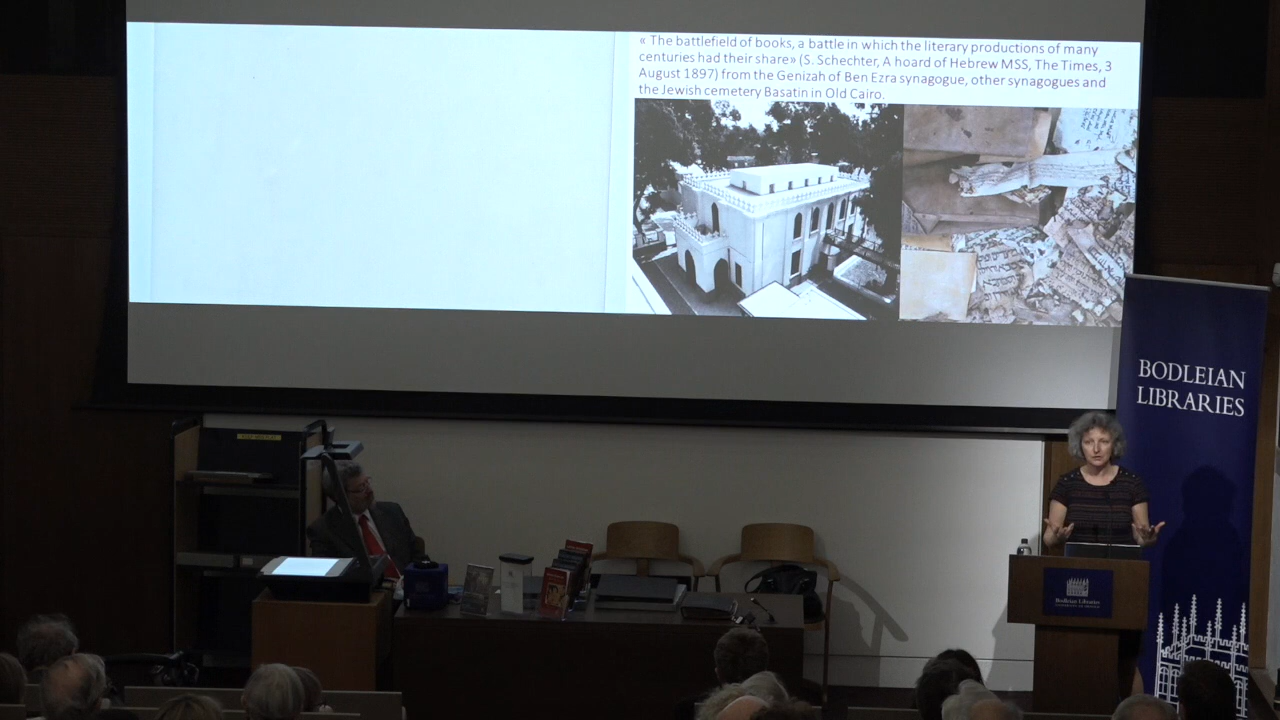 « The battlefield of books, a battle in which the literary productions of many
centuries had their share» (S. Schechter, A hoard of Hebrew MSS, The Times, 3
August 1897) from the Genizah of Ben Ezra synagogue, other synagogues and
the Jewish cemetery Basatin in Old Cairo.
BODLEIAN
LIBRARIES
Bodleian Libraries